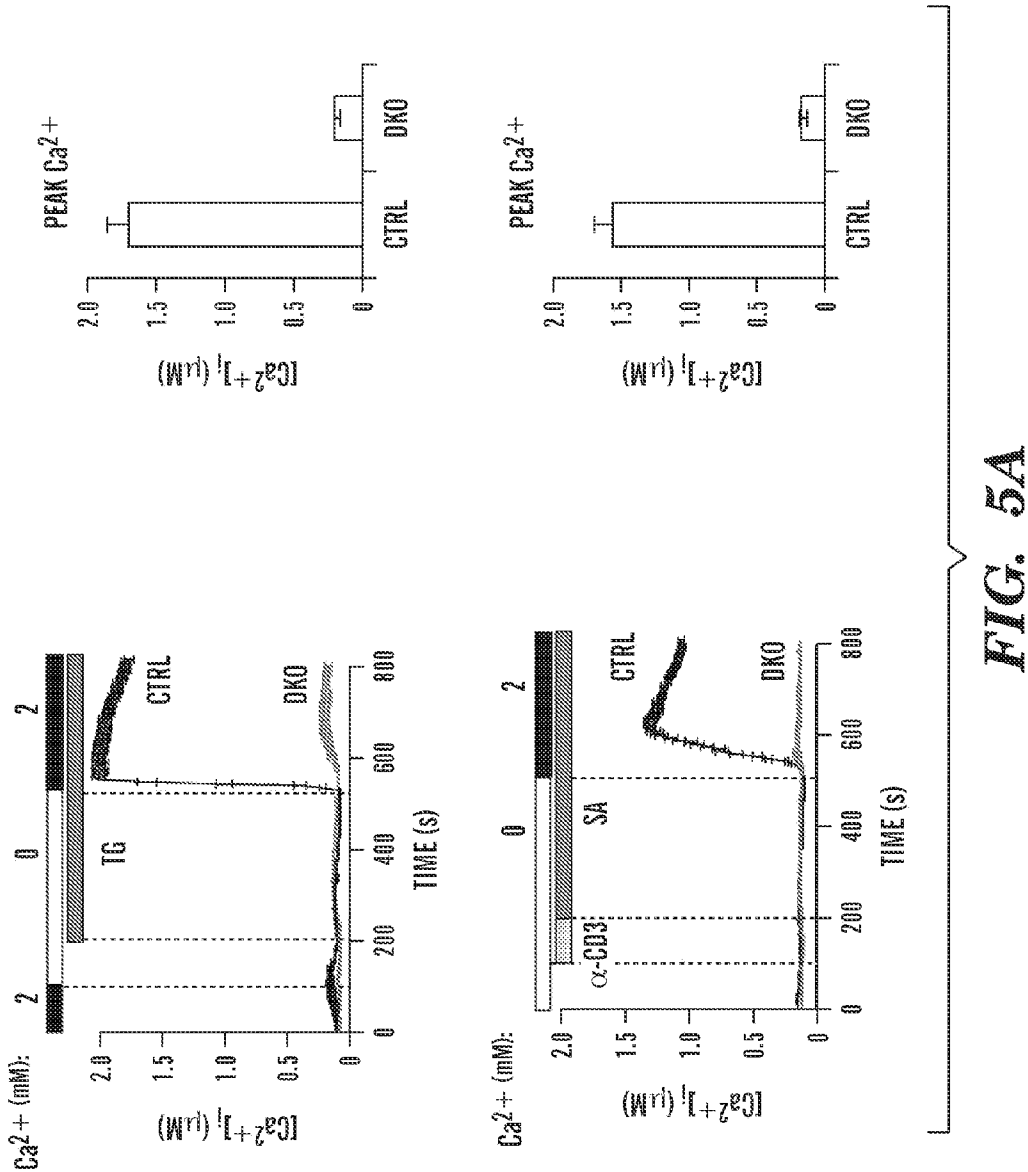 Ca2+ (mM):
2 0 2
TG
2.0
1.5
1.0
0.5
0
[Ca2+]i (μM)
CTRL
DKO
0 200 400 600 800
TIME (s)
PEAK Ca2+
2.0
1.5
1.0
0.5
0
[Ca2+]i (μM)
CTRL DKO
Ca2+ (mM):
0 2
α-CD3 SA
2.0
1.5
1.0
0.5
0
[Ca2+]i (μM)
CTRL
DKO
0 200 400 600 800
TIME (s)
PEAK Ca2+
2.0
1.5
1.0
0.5
0
[Ca2+]i (μM)
CTRL DKO
FIG. 5A